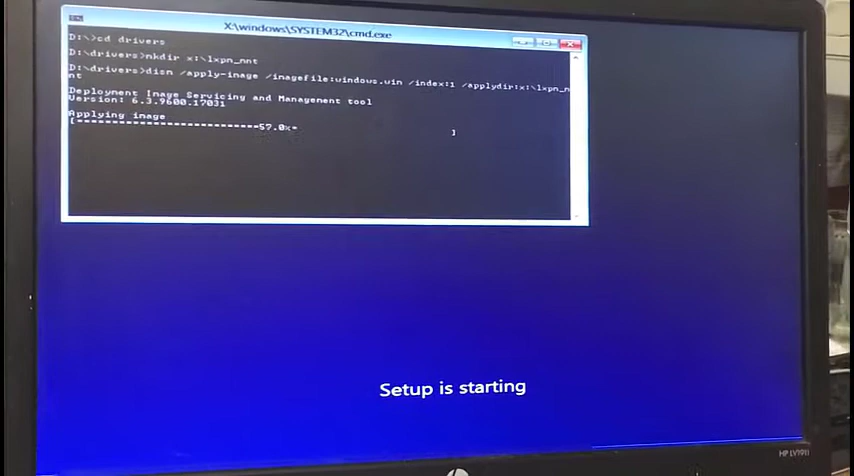 X:\windows\SYSTEM32\cmd.exe
D:\>cd drivers
D:\drivers>mkdir x:\lxpn_mnt
D:\drivers>dism /apply-image /imagefile:windows.wim /index:1 /applydir:x:\lxpn_m
nt
Deployment Image Servicing and Management tool
Version: 6.3.9600.17031
Applying image
[===========================57.0%= ]
Setup is starting
HP LV1911
hp